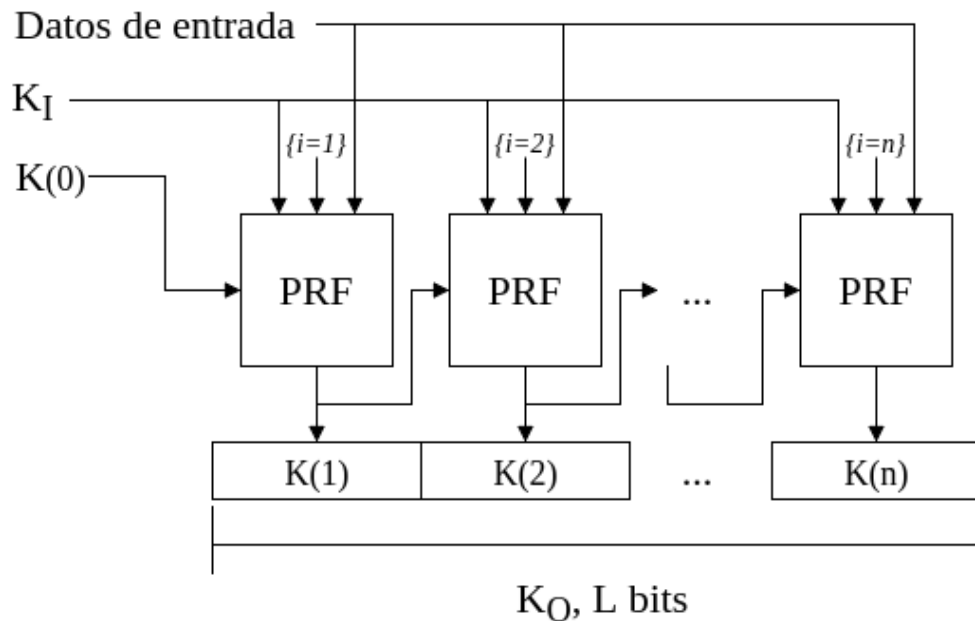 Datos de entrada
K_I
{i=1} {i=2} {i=n}
K(0)
PRF PRF ... PRF
K(1) K(2) ... K(n)
K_O, L bits